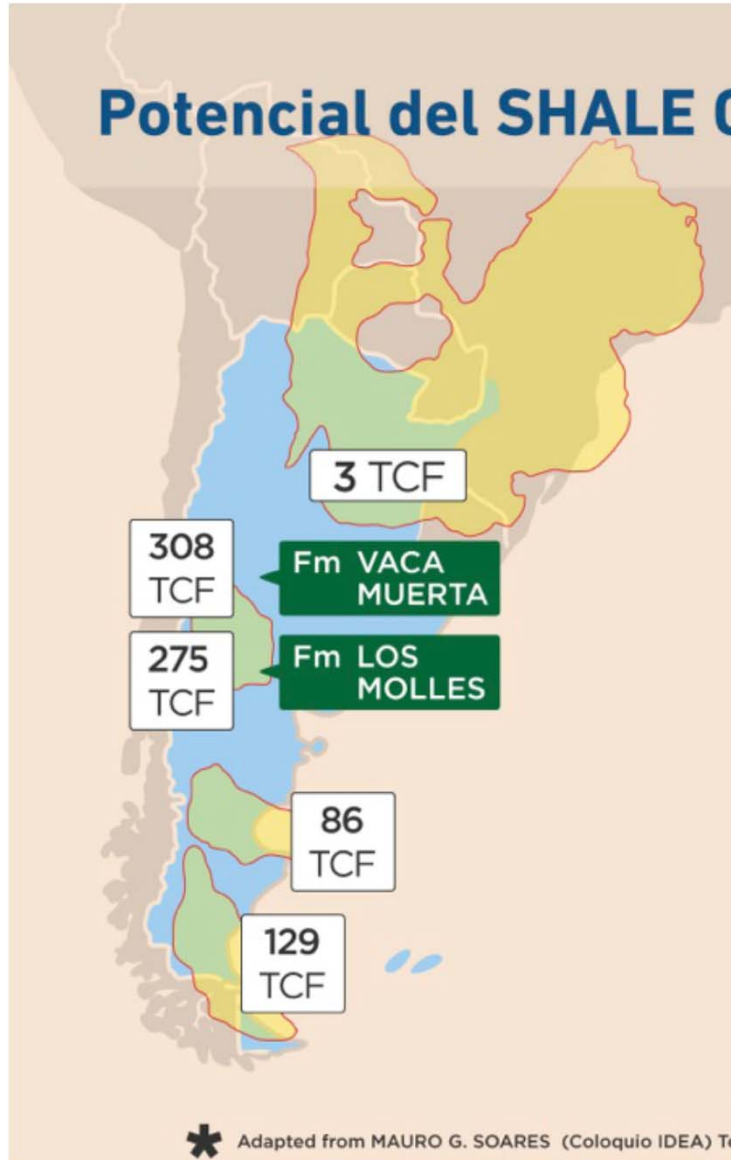 Potencial del SHALE
3 TCF
308
TCF
Fm VACA
MUERTA
275
TCF
Fm LOS
MOLLES
86
TCF
129
TCF
* Adapted from MAURO G. SOARES (Coloquio IDEA)